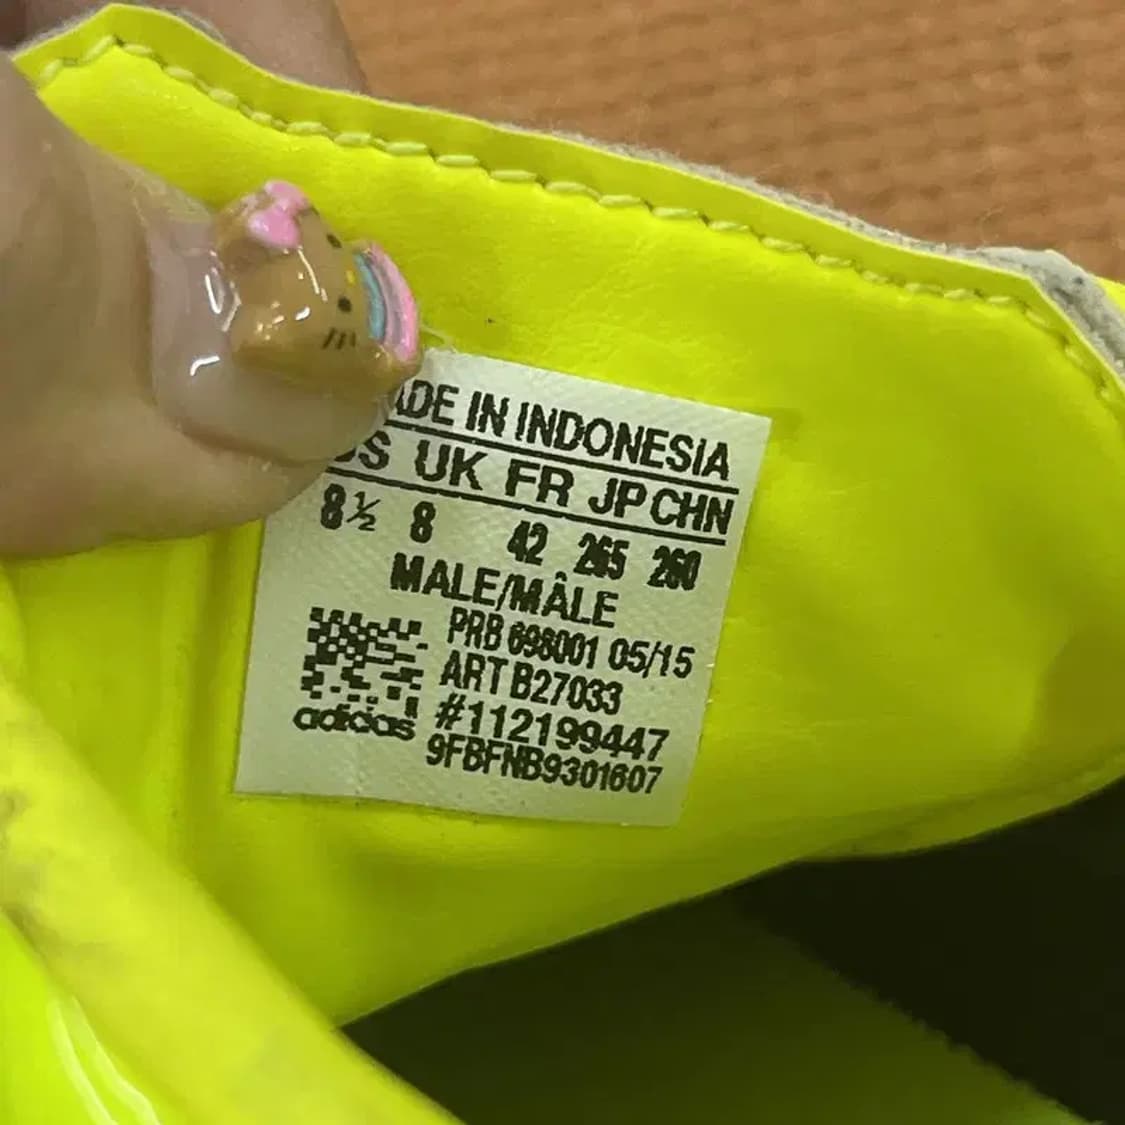 ADE IN INDONESIA
US UK FR JP CHN
8½ 8 42 265 260
MALE/MÂLE
PRB 698001 05/15
ART B27033
#112199447
9FBFNB9301607
adidas